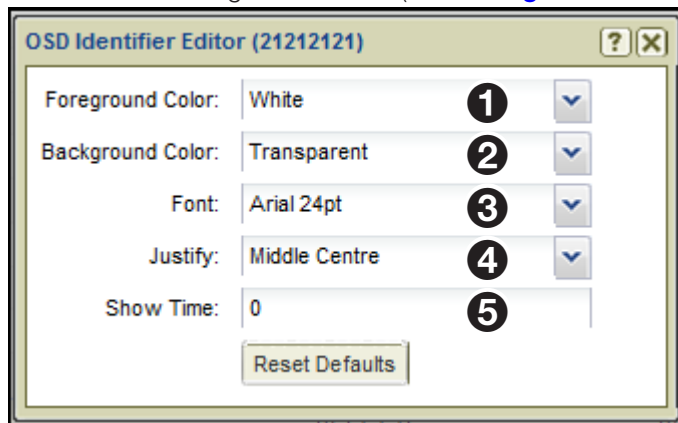 OSD Identifier Editor (21212121) ? X
Foreground Color: White 1
Background Color: Transparent 2
Font: Arial 24pt 3
Justify: Middle Centre 4
Show Time: 0 5
Reset Defaults